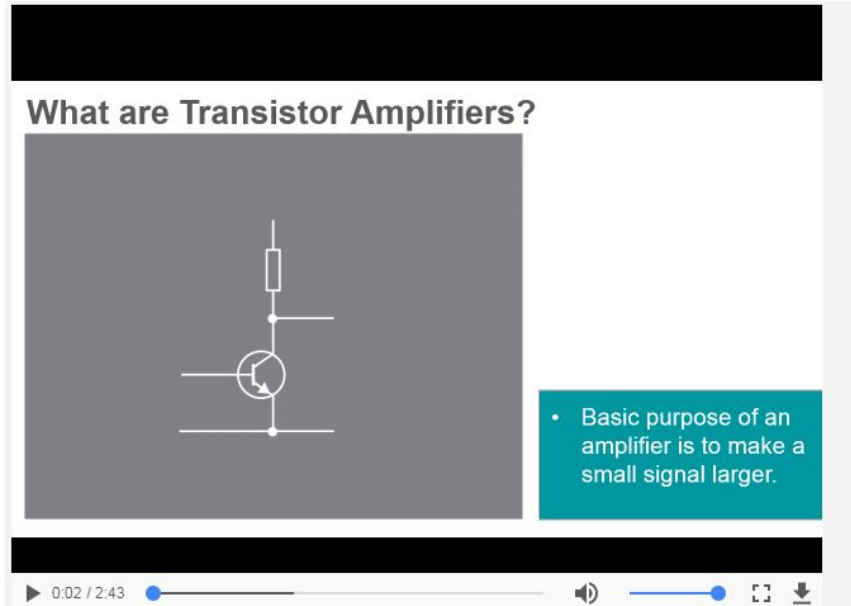 What are Transistor Amplifiers?
• Basic purpose of an
amplifier is to make a
small signal larger.
0:02 / 2:43